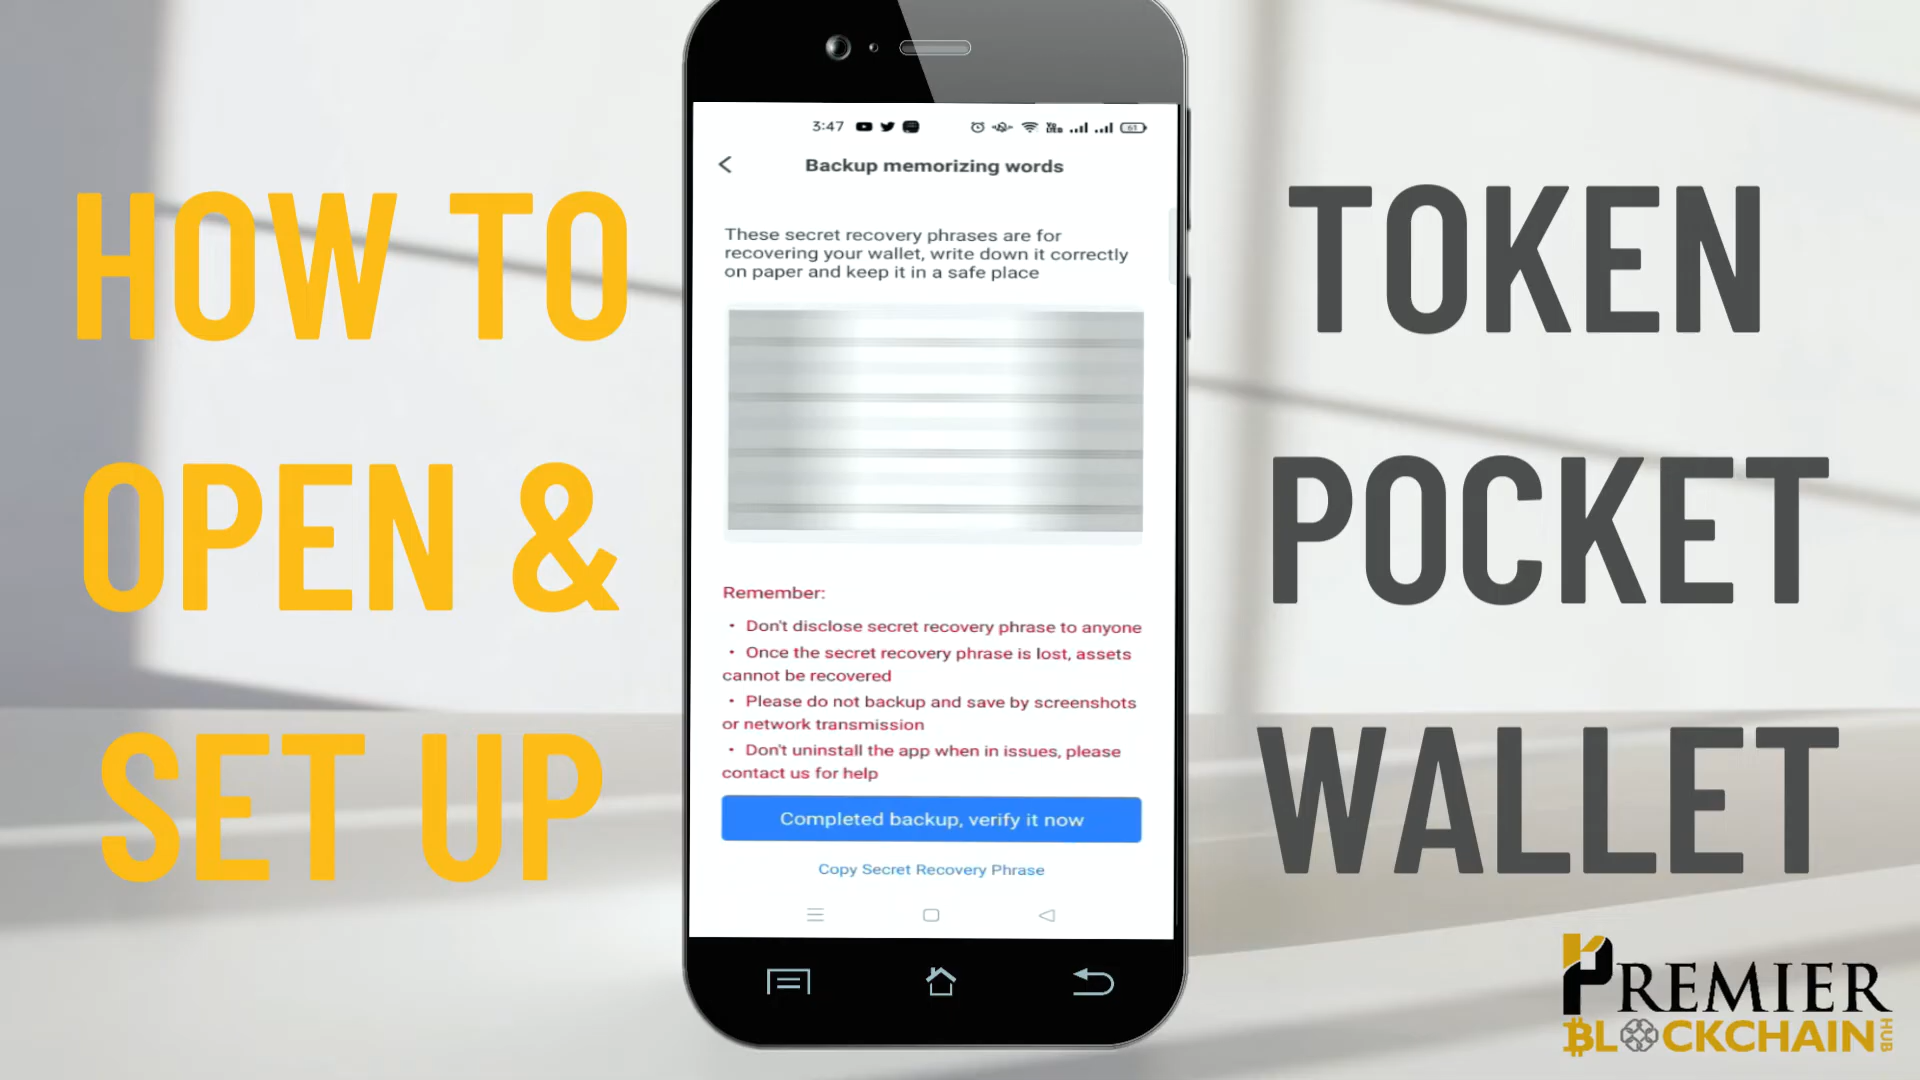 HOW TO
OPEN &
SET UP
3:47
Backup memorizing words
These secret recovery phrases are for
recovering your wallet, write down it correctly
on paper and keep it in a safe place
Remember:
• Don't disclose secret recovery phrase to anyone
• Once the secret recovery phrase is lost, assets
cannot be recovered
• Please do not backup and save by screenshots
or network transmission
• Don't uninstall the app when in issues, please
contact us for help
Completed backup, verify it now
Copy Secret Recovery Phrase
TOKEN
POCKET
WALLET
PREMIER
BLOCKCHAIN
HUB